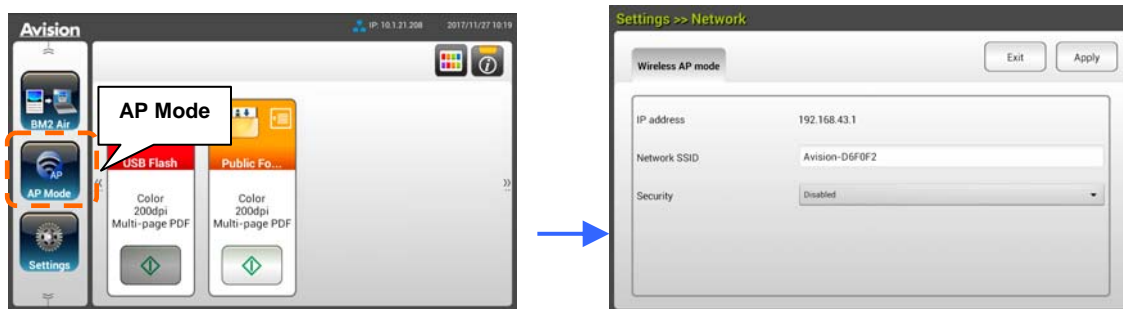 Avision
IP: 10.1.21.208
2017/11/27 10:19
BM2 Air
AP Mode
AP
AP Mode
Settings
USB Flash
Color
200dpi
Multi-page PDF
Public Fo...
Color
200dpi
Multi-page PDF
Settings >> Network
Wireless AP mode
Exit
Apply
IP address
192.168.43.1
Network SSID
Avision-D6F0F2
Security
Disabled